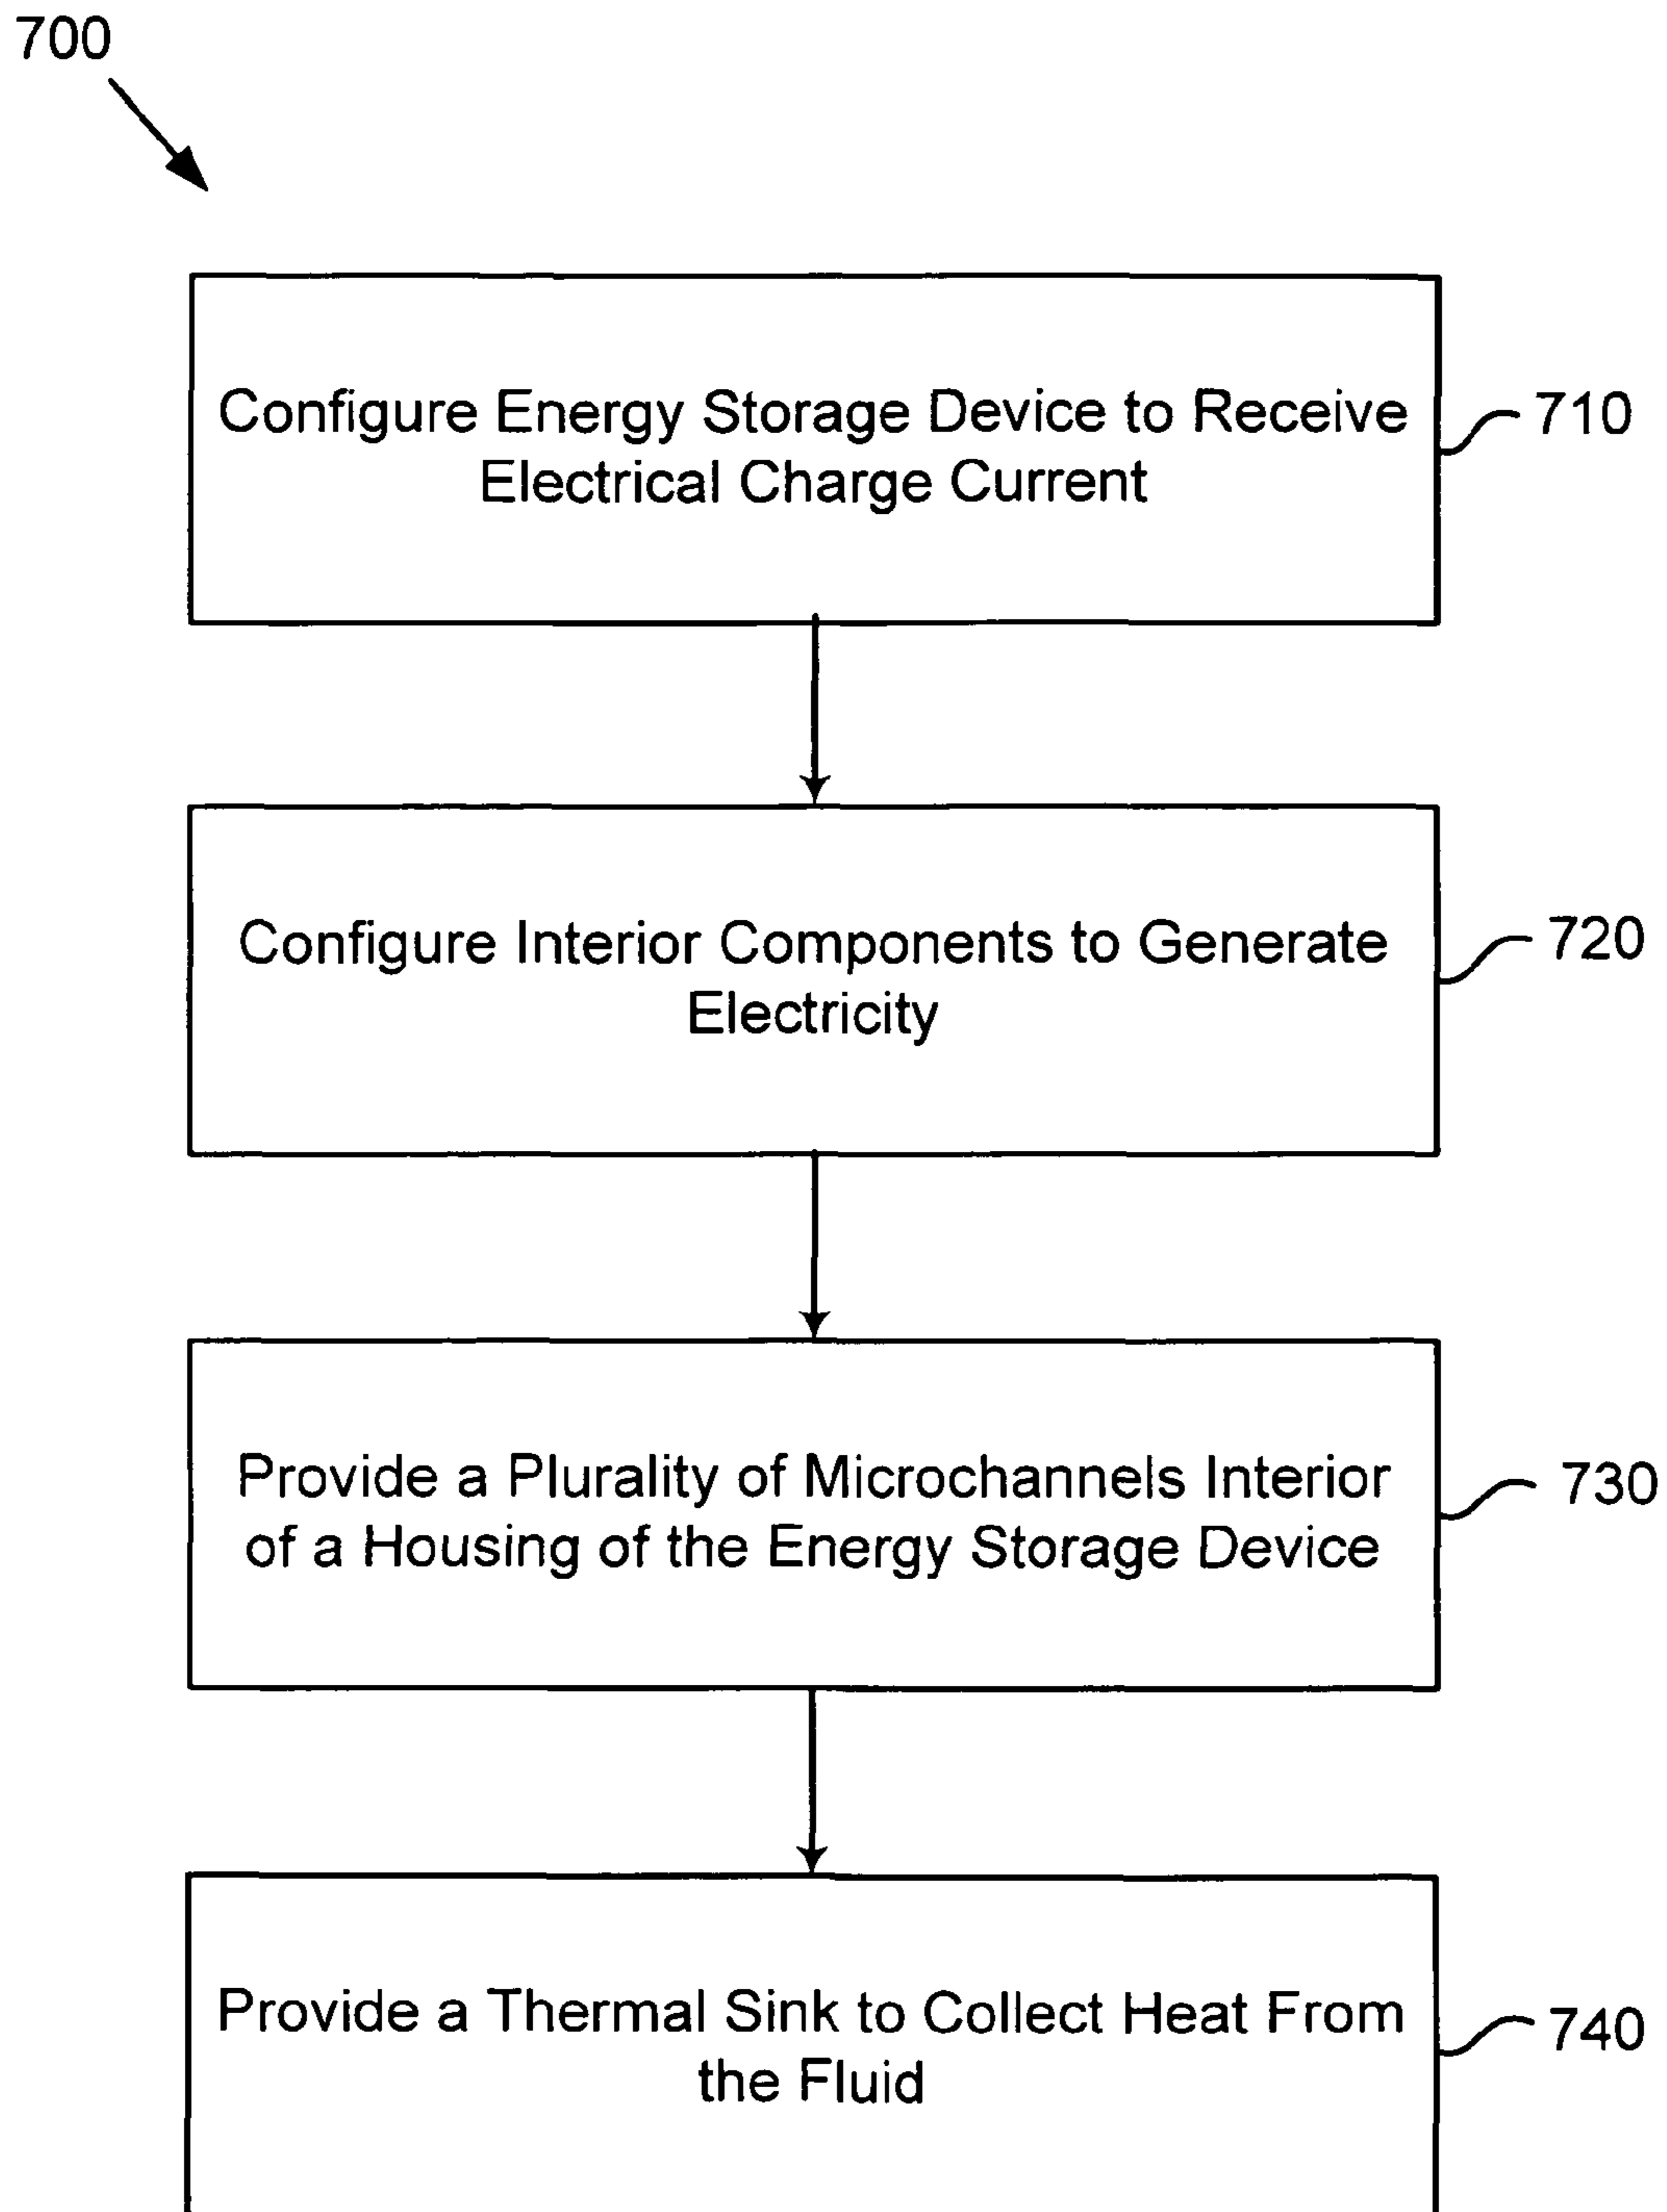 700
Configure Energy Storage Device to Receive
Electrical Charge Current
710
Configure Interior Components to Generate
Electricity
720
Provide a Plurality of Microchannels Interior
of a Housing of the Energy Storage Device
730
Provide a Thermal Sink to Collect Heat From
the Fluid
740